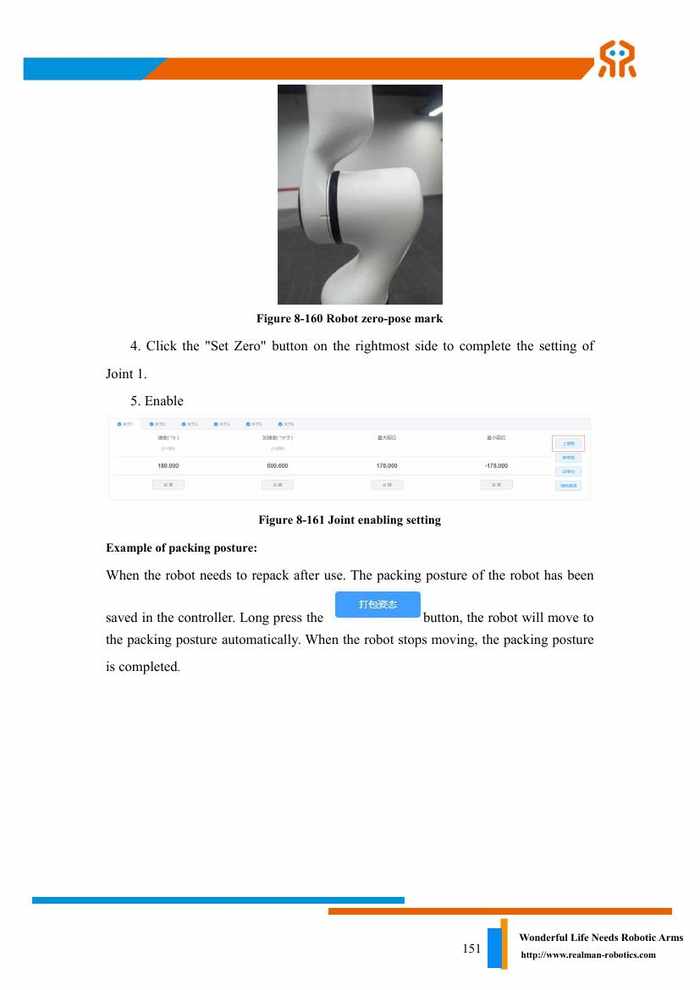 Figure 8-160 Robot zero-pose mark
4. Click the "Set Zero" button on the rightmost side to complete the setting of
Joint 1.
5. Enable
180.000 600.000 178.000 -178.000
Figure 8-161 Joint enabling setting
Example of packing posture:
When the robot needs to repack after use. The packing posture of the robot has been
打包姿态
saved in the controller. Long press the button, the robot will move to
the packing posture automatically. When the robot stops moving, the packing posture
is completed.
151
Wonderful Life Needs Robotic Arms
http://www.realman-robotics.com